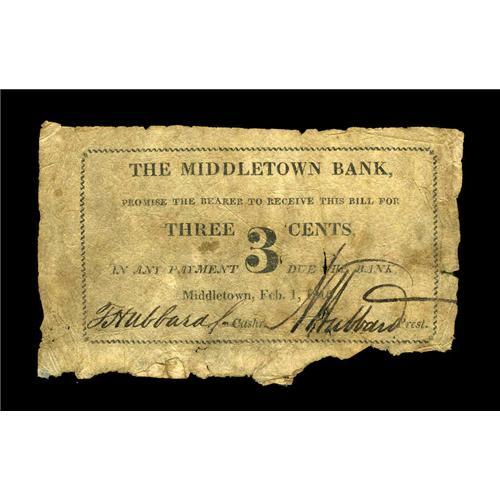 THE MIDDLETOWN BANK,
PROMISE THE BEARER TO RECEIVE THIS BILL FOR
THREE 3 CENTS,
IN ANY PAYMENT DUE THE BANK
Middletown, Feb. 1,
T Hubbard Cashr. Hubbard Prest.